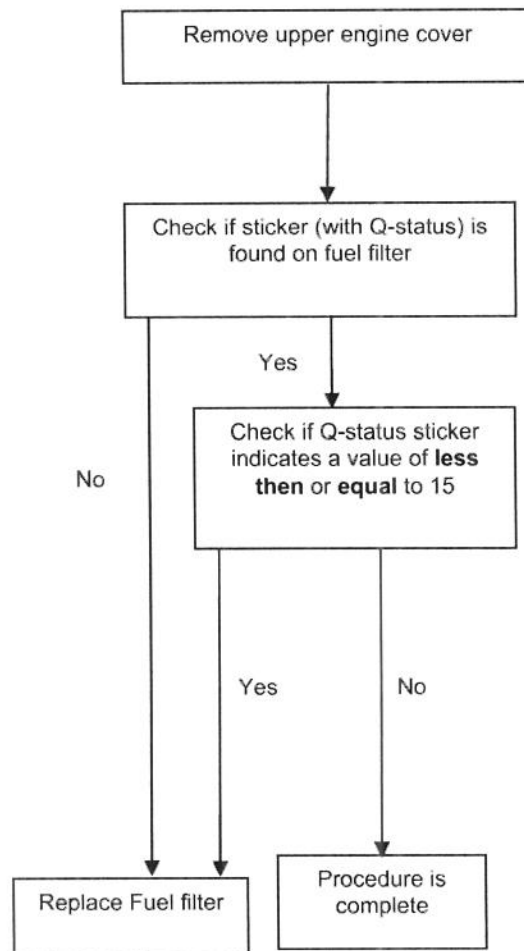 Remove upper engine cover
Check if sticker (with Q-status) is
found on fuel filter
Yes
Check if Q-status sticker
indicates a value of less
then or equal to 15
No
Yes
No
Replace Fuel filter
Procedure is
complete